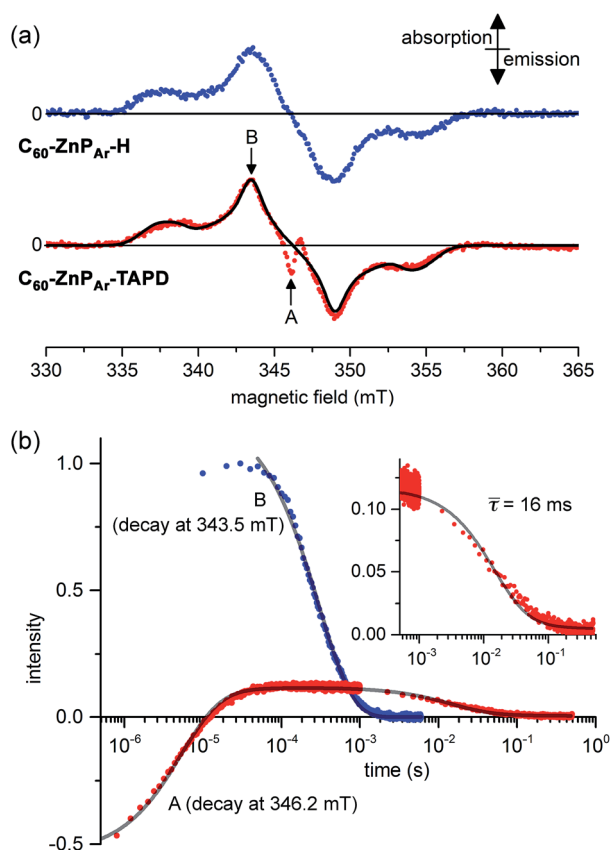 (a)
absorption
emission
0
C60-ZnPAr-H
B
0
C60-ZnPAr-TAPD
A
330 335 340 345 350 355 360 365
magnetic field (mT)
(b)
1.0
B
(decay at 343.5 mT)
0.5
intensity
0.0
-0.5
A (decay at 346.2 mT)
10-6 10-5 10-4 10-3 10-2 10-1 100
time (s)
0.10
0.05
0.00
τ̅ = 16 ms
10-3 10-2 10-1